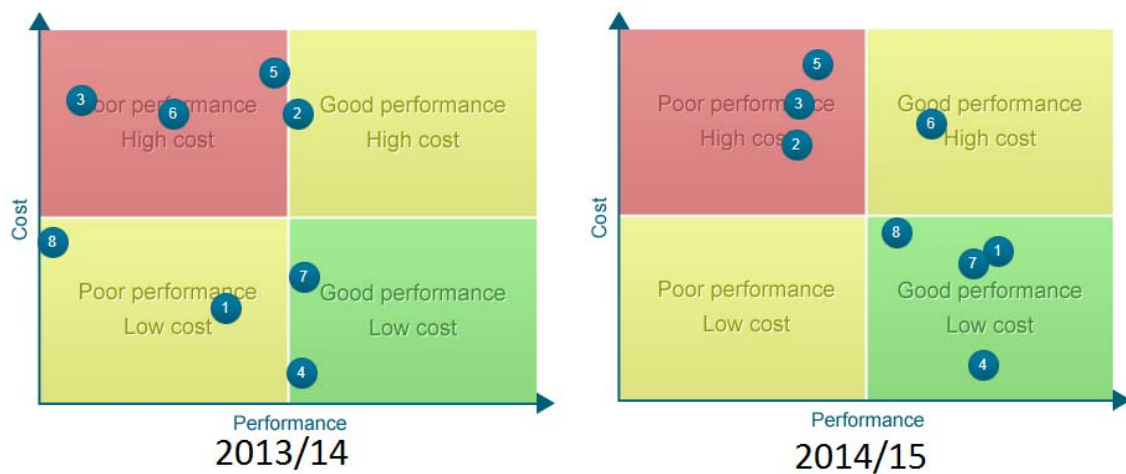 5
3
6
2
Poor performance
High cost
Good performance
High cost
Cost
8
7
1
4
Poor performance
Low cost
Good performance
Low cost
Performance
2013/14
5
3
2
6
Poor performance
High cost
Good performance
High cost
Cost
8
1
7
4
Poor performance
Low cost
Good performance
Low cost
Performance
2014/15